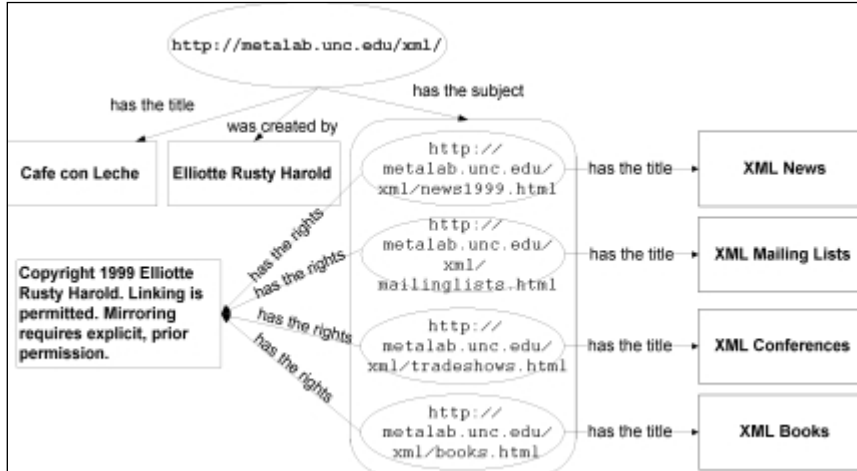 http://metalab.unc.edu/xml/
has the title
has the subject
was created by
Cafe con Leche
Elliotte Rusty Harold
http://
metalab.unc.edu/
xml/news1999.html
has the title
XML News
has the rights
http://
metalab.unc.edu/
xml/
mailinglists.html
has the title
XML Mailing Lists
has the rights
Copyright 1999 Elliotte
Rusty Harold. Linking is
permitted. Mirroring
requires explicit, prior
permission.
has the rights
http://
metalab.unc.edu/
xml/tradeshows.html
has the title
XML Conferences
has the rights
http://
metalab.unc.edu/
xml/books.html
has the title
XML Books